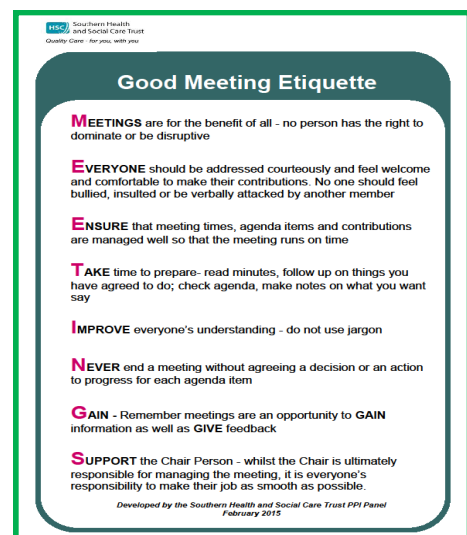 HSC Southern Health
and Social Care Trust
Quality Care - for you, with you
Good Meeting Etiquette
MEETINGS are for the benefit of all - no person has the right to
dominate or be disruptive
EVERYONE should be addressed courteously and feel welcome
and comfortable to make their contributions. No one should feel
bullied, insulted or be verbally attacked by another member
ENSURE that meeting times, agenda items and contributions
are managed well so that the meeting runs on time
TAKE time to prepare- read minutes, follow up on things you
have agreed to do; check agenda, make notes on what you want
say
IMPROVE everyone's understanding - do not use jargon
NEVER end a meeting without agreeing a decision or an action
to progress for each agenda item
GAIN - Remember meetings are an opportunity to GAIN
information as well as GIVE feedback
SUPPORT the Chair Person - whilst the Chair is ultimately
responsible for managing the meeting, it is everyone's
responsibility to make their job as smooth as possible.
Developed by the Southern Health and Social Care Trust PPI Panel
February 2015